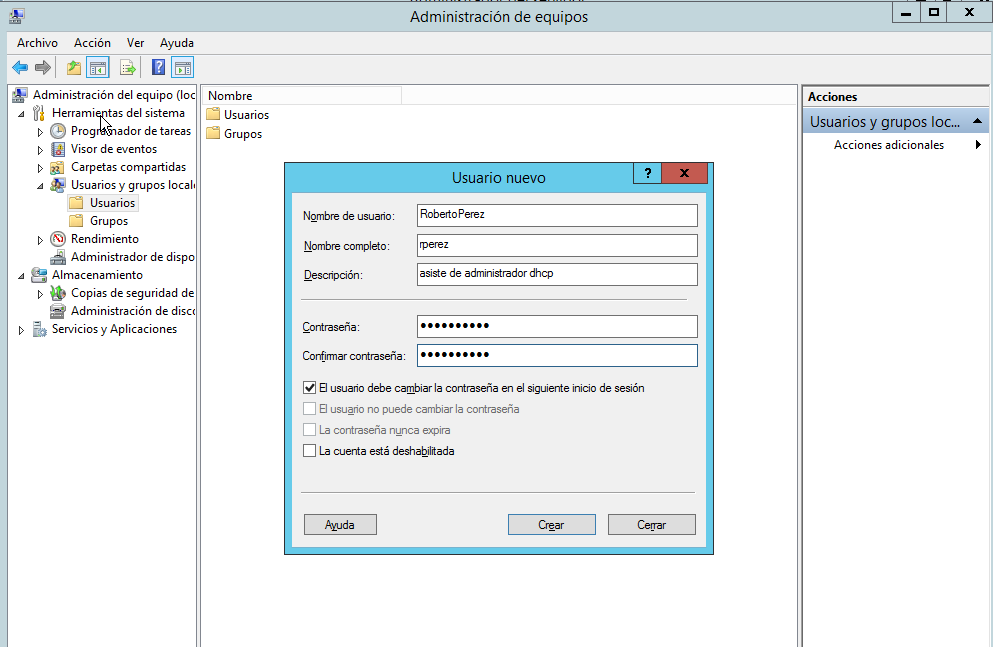 Administración de equipos
Archivo Acción Ver Ayuda
Administración del equipo (loc
Herramientas del sistema
Programador de tareas
Visor de eventos
Carpetas compartidas
Usuarios y grupos locale
Usuarios
Grupos
Rendimiento
Administrador de dispo
Almacenamiento
Copias de seguridad de
Administración de disco
Servicios y Aplicaciones
Nombre
Usuarios
Grupos
Usuario nuevo
? X
Nombre de usuario: RobertoPerez
Nombre completo: rperez
Descripción: asiste de administrador dhcp
Contraseña: ●●●●●●●●●●
Confirmar contraseña: ●●●●●●●●●●
El usuario debe cambiar la contraseña en el siguiente inicio de sesión
El usuario no puede cambiar la contraseña
La contraseña nunca expira
La cuenta está deshabilitada
Ayuda Crear Cerrar
Acciones
Usuarios y grupos loc...
Acciones adicionales